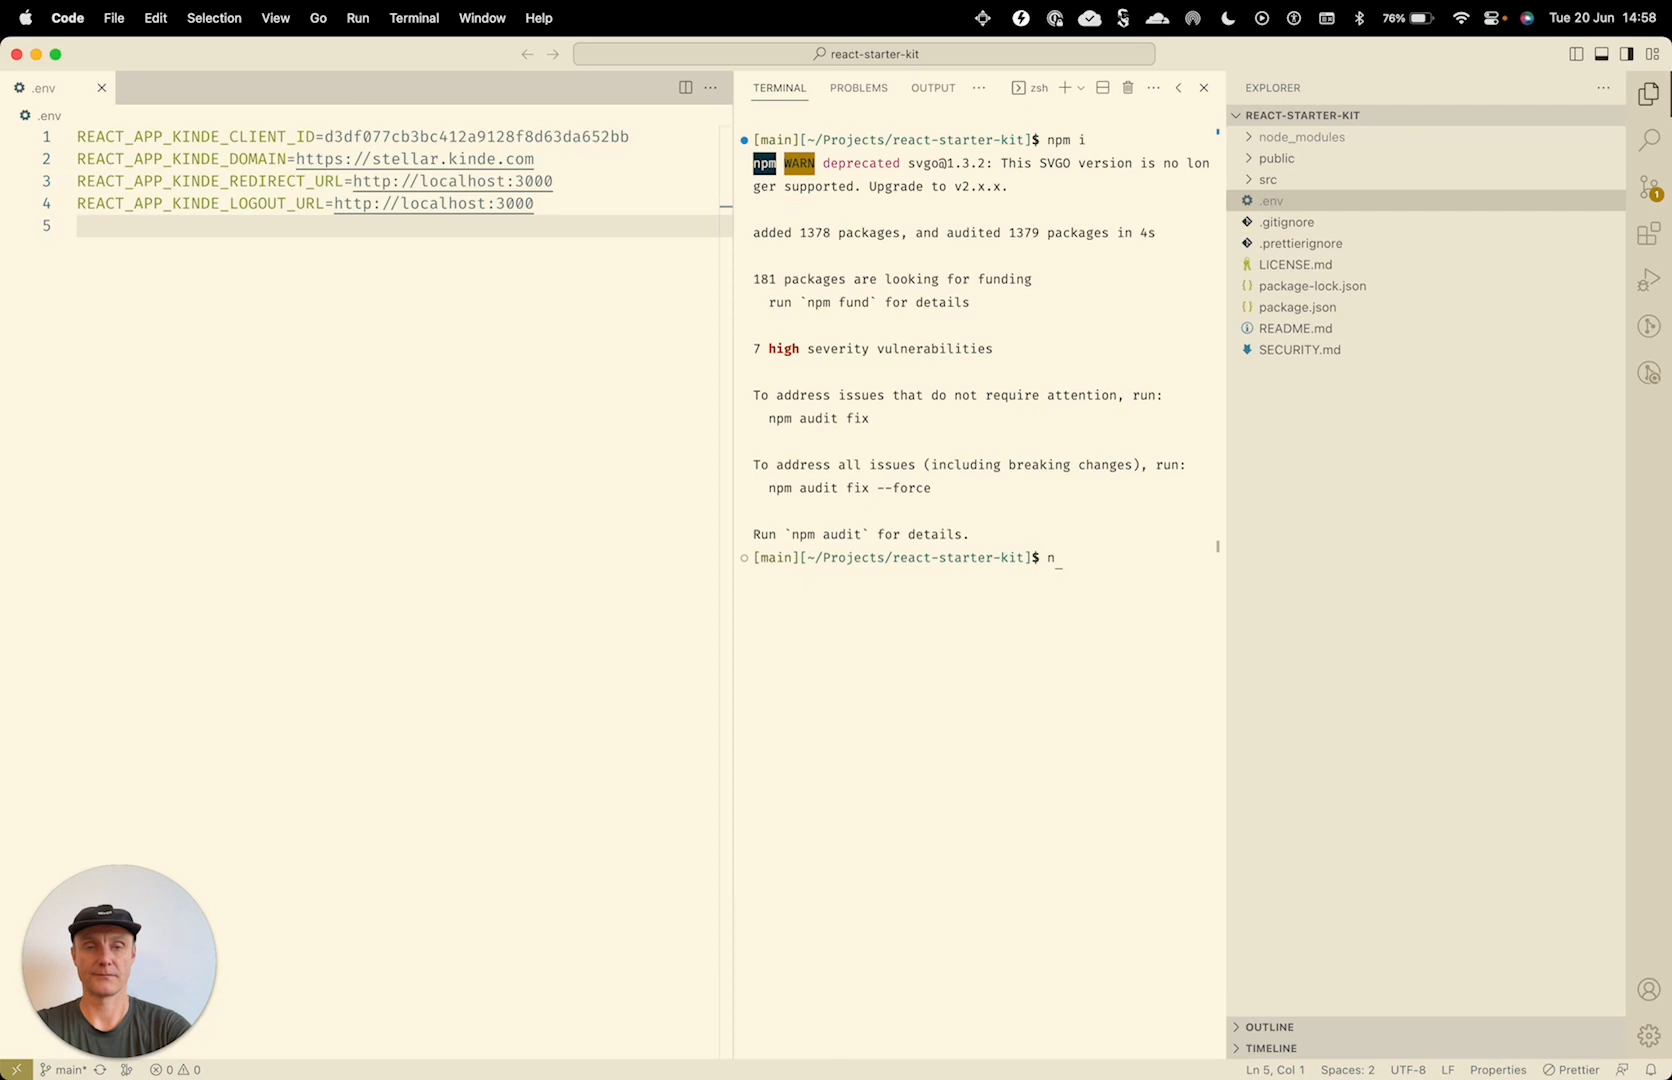 Code File Edit Selection View Go Run Terminal Window Help
76% Tue 20 Jun 14:58
react-starter-kit
.env
.env
1 REACT_APP_KINDE_CLIENT_ID=d3df077cb3bc412a9128f8d63da652bb
2 REACT_APP_KINDE_DOMAIN=https://stellar.kinde.com
3 REACT_APP_KINDE_REDIRECT_URL=http://localhost:3000
4 REACT_APP_KINDE_LOGOUT_URL=http://localhost:3000
5
TERMINAL PROBLEMS OUTPUT ··· zsh
[main][~/Projects/react-starter-kit]$ npm i
npm WARN deprecated svgo@1.3.2: This SVGO version is no lon
ger supported. Upgrade to v2.x.x.
added 1378 packages, and audited 1379 packages in 4s
181 packages are looking for funding
run `npm fund` for details
7 high severity vulnerabilities
To address issues that do not require attention, run:
npm audit fix
To address all issues (including breaking changes), run:
npm audit fix --force
Run `npm audit` for details.
[main][~/Projects/react-starter-kit]$ n_
EXPLORER
REACT-STARTER-KIT
node_modules
public
src
.env
.gitignore
.prettierignore
LICENSE.md
package-lock.json
package.json
README.md
SECURITY.md
1
OUTLINE
TIMELINE
main* 0 0
Ln 5, Col 1 Spaces: 2 UTF-8 LF Properties Prettier